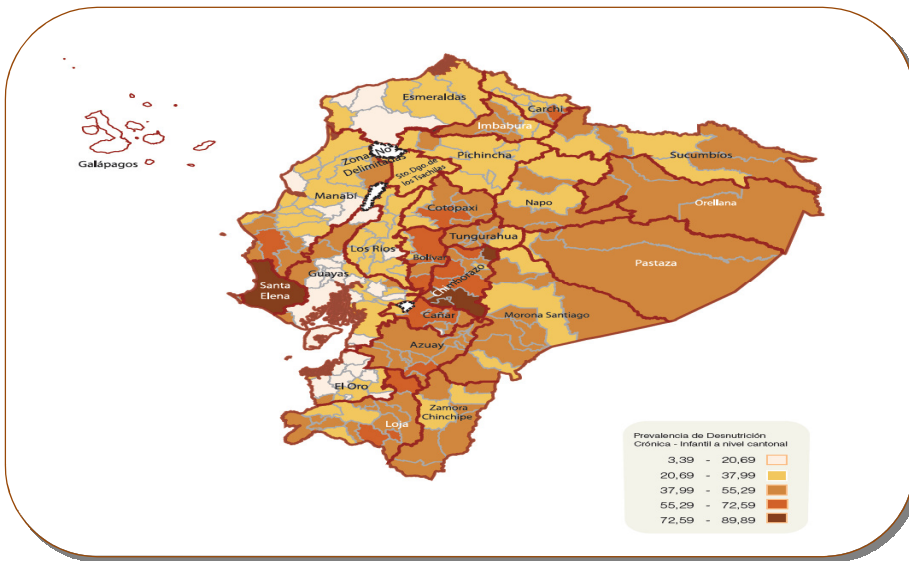 Esmeraldas
Carchi
Imbabura
Galápagos
Zonas No
Delimitadas
Sto. Dgo. de
los Tsachilas
Pichincha
Sucumbíos
Manabí
Cotopaxi
Napo
Orellana
Los Ríos
Tungurahua
Bolívar
Pastaza
Guayas
Chimborazo
Santa
Elena
Cañar
Morona Santiago
Azuay
El Oro
Zamora
Chinchipe
Loja
Prevalencia de Desnutrición
Crónica - Infantil a nivel cantonal
3,39 - 20,69
20,69 - 37,99
37,99 - 55,29
55,29 - 72,59
72,59 - 89,89